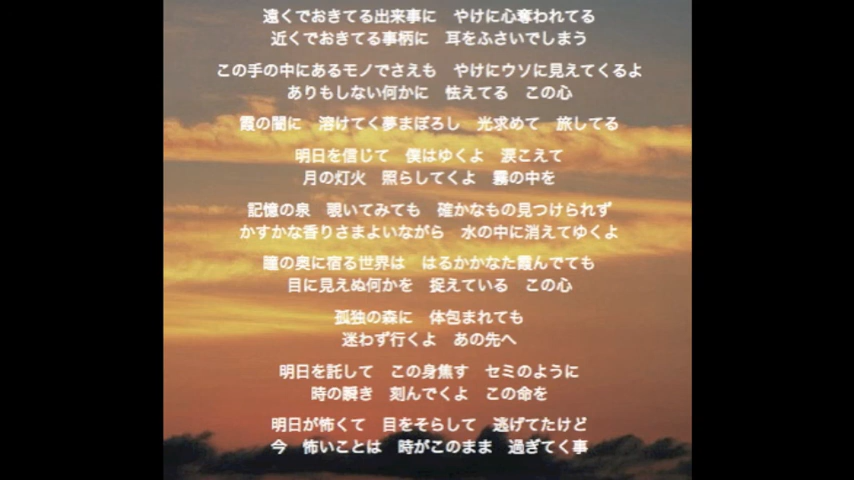 遠くでおきてる出来事に　やけに心奪われてる
近くでおきてる事柄に　耳をふさいでしまう
この手の中にあるモノでさえも　やけにウソに見えてくるよ
ありもしない何かに　怯えてる　この心
霞の闇に　溶けてく夢まぼろし　光求めて　旅してる
明日を信じて　僕はゆくよ　涙こえて
月の灯火　照らしてくよ　霧の中を
記憶の泉　覗いてみても　確かなもの見つけられず
かすかな香りさまよいながら　水の中に消えてゆくよ
瞳の奥に宿る世界は　はるかかなた霞んでても
目に見えぬ何かを　捉えている　この心
孤独の森に　体包まれても
迷わず行くよ　あの先へ
明日を託して　この身焦す　セミのように
時の瞬き　刻んでくよ　この命を
明日が怖くて　目をそらして　逃げてたけど
今　怖いことは　時がこのまま　過ぎてく事